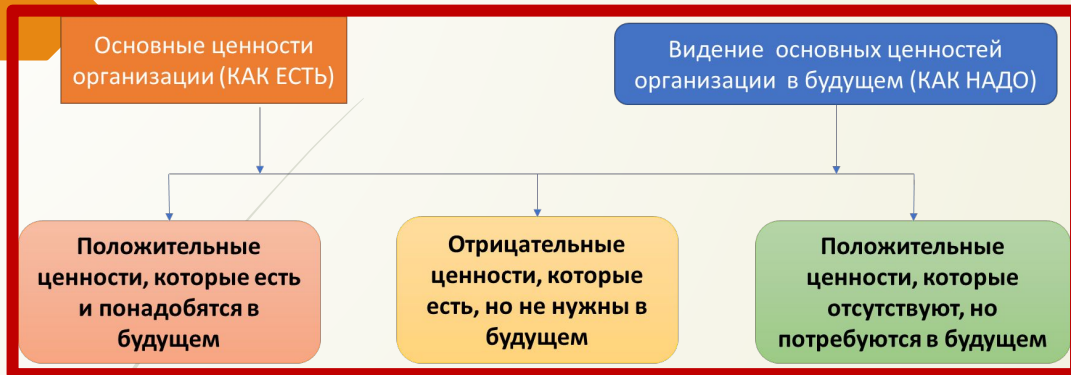 Основные ценности
организации (КАК ЕСТЬ)
Видение основных ценностей
организации в будущем (КАК НАДО)
Положительные
ценности, которые есть
и понадобятся в
будущем
Отрицательные
ценности, которые
есть, но не нужны в
будущем
Положительные
ценности, которые
отсутствуют, но
потребуются в будущем